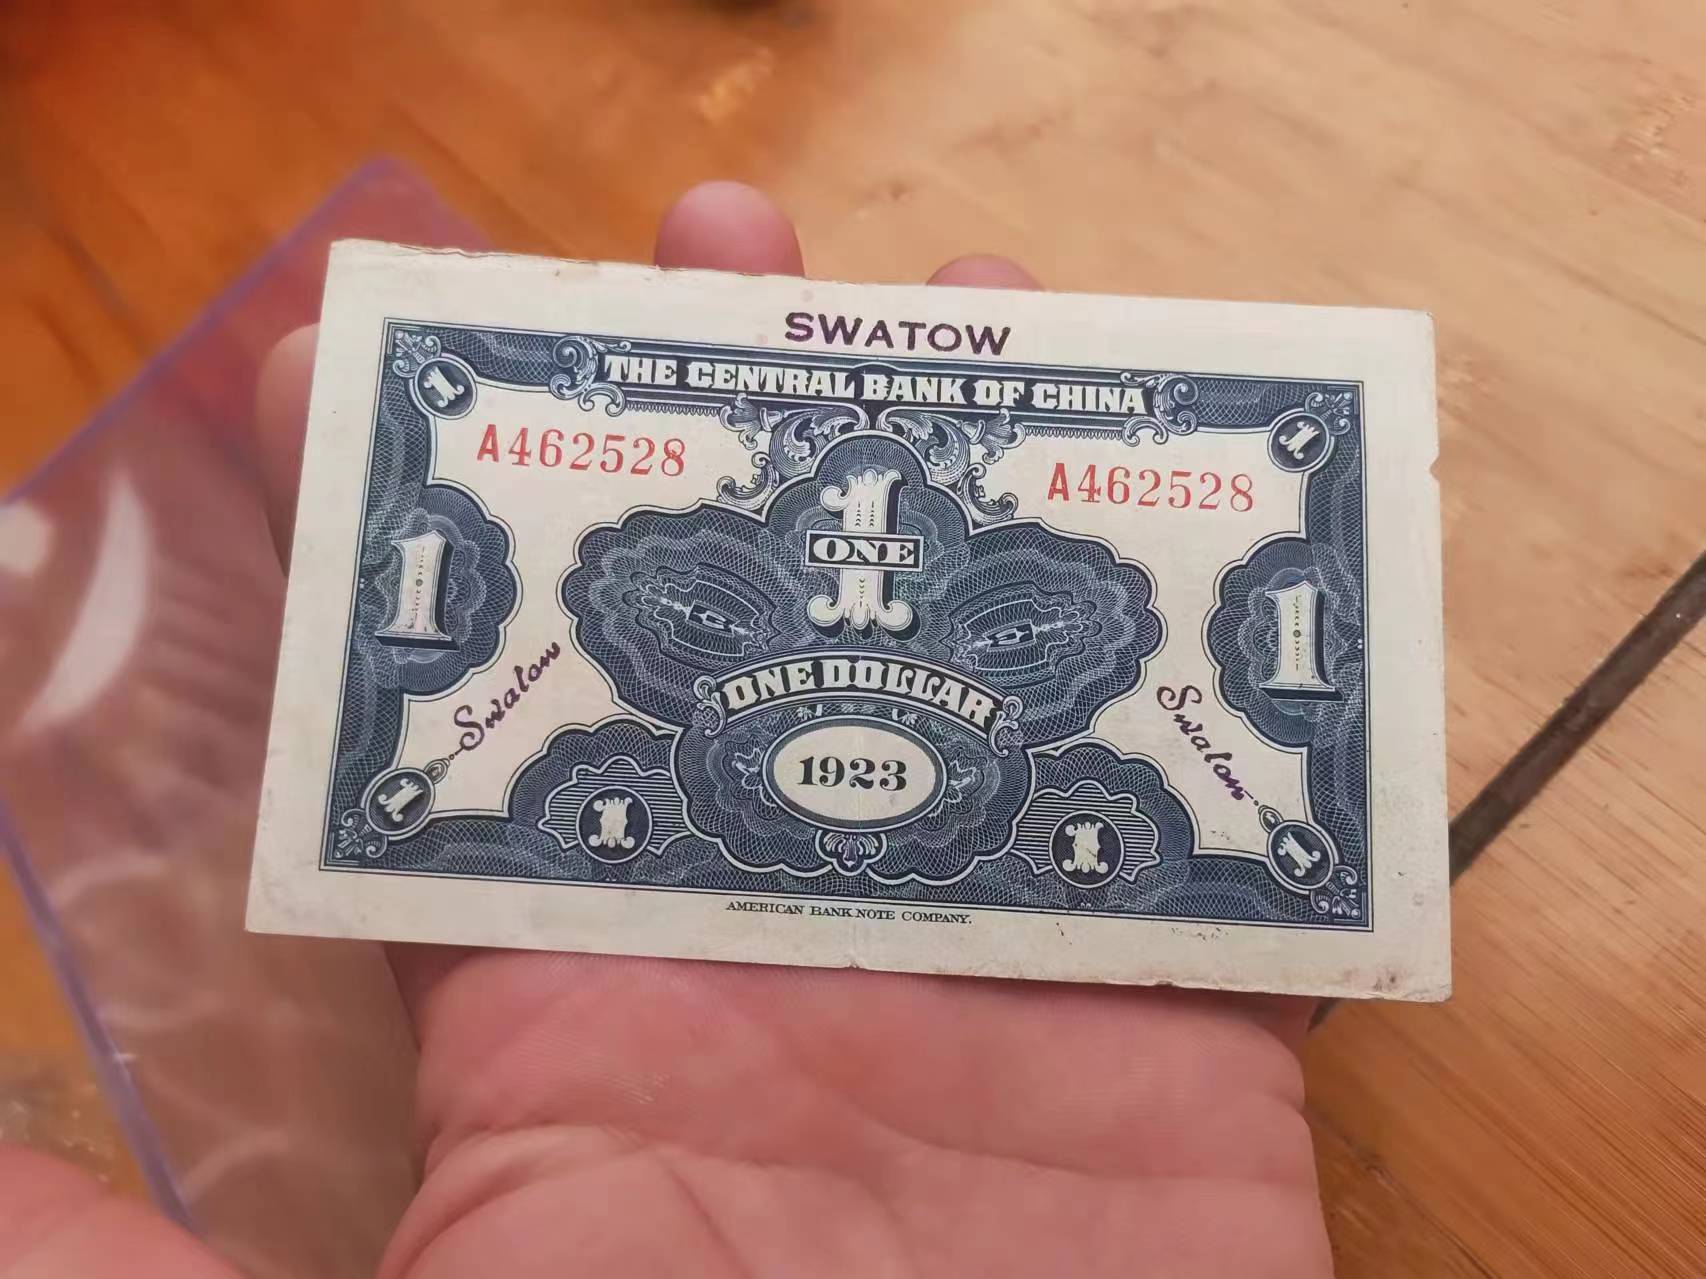 SWATOW
THE CENTRAL BANK OF CHINA
1
1
A462528
A462528
1
ONE
1
1
Swatow
Swatow
ONE DOLLAR
1923
1
1
1
1
AMERICAN BANK NOTE COMPANY.